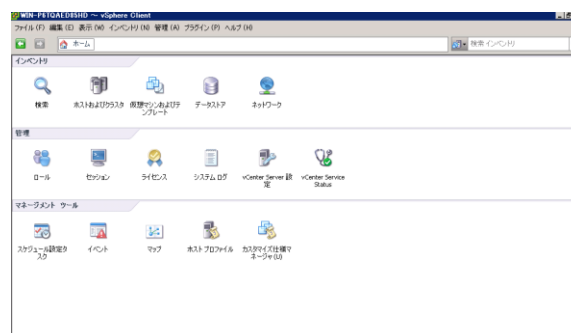 WIN-P6TQAED8SHD ～ vSphere Client
ファイル(F) 編集(E) 表示(W) インベントリ(N) 管理(A) プラグイン(P) ヘルプ(H)
ホーム
検索 インベントリ
インベントリ
検索
ホストおよびクラスタ
仮想マシンおよびテ
ンプレート
データストア
ネットワーク
管理
ロール
セッション
ライセンス
システム ログ
vCenter Server 設
定
vCenter Service
Status
マネージメント ツール
スケジュール設定タ
スク
イベント
マップ
ホスト プロファイル
カスタマイズ仕様マ
ネージャ(U)